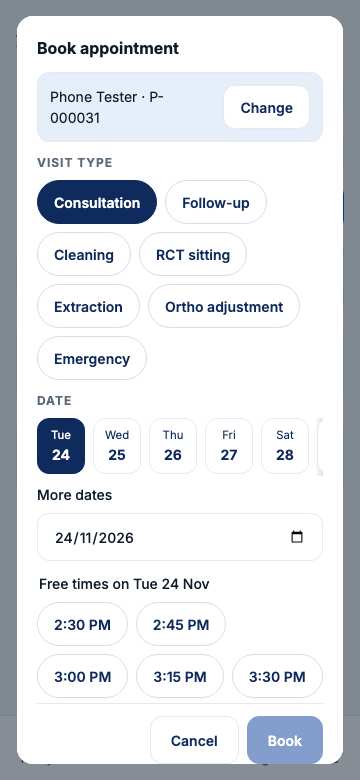 Book appointment
Phone Tester · P-
000031
Change
VISIT TYPE
Consultation
Follow-up
Cleaning
RCT sitting
Extraction
Ortho adjustment
Emergency
DATE
Tue Wed Thu Fri Sat
24 25 26 27 28
More dates
24/11/2026
Free times on Tue 24 Nov
2:30 PM 2:45 PM
3:00 PM 3:15 PM 3:30 PM
Cancel Book